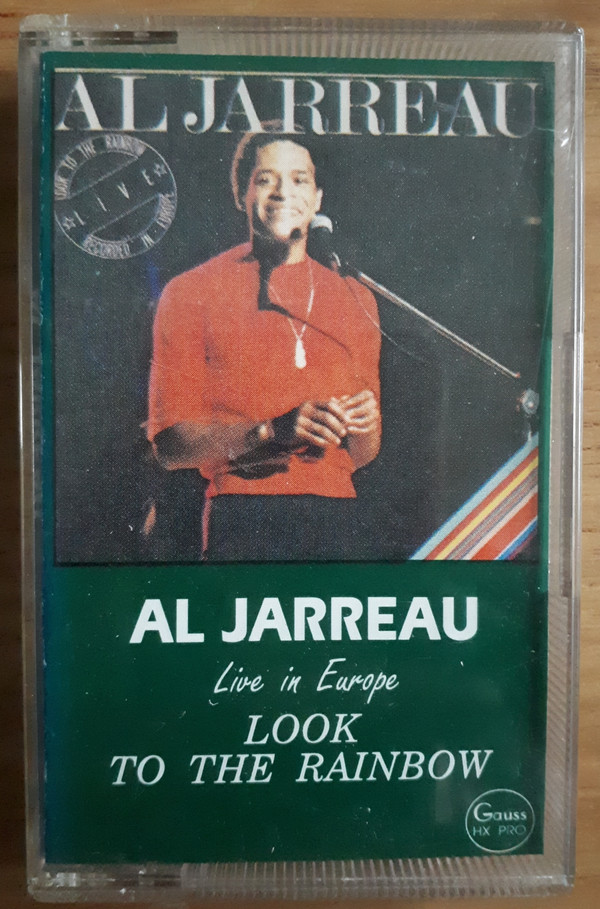 AL JARREAU
LOOK TO THE RAINBOW
LIVE
RECORDED IN EUROPE
AL JARREAU
Live in Europe
LOOK
TO THE RAINBOW
Gauss
HX PRO